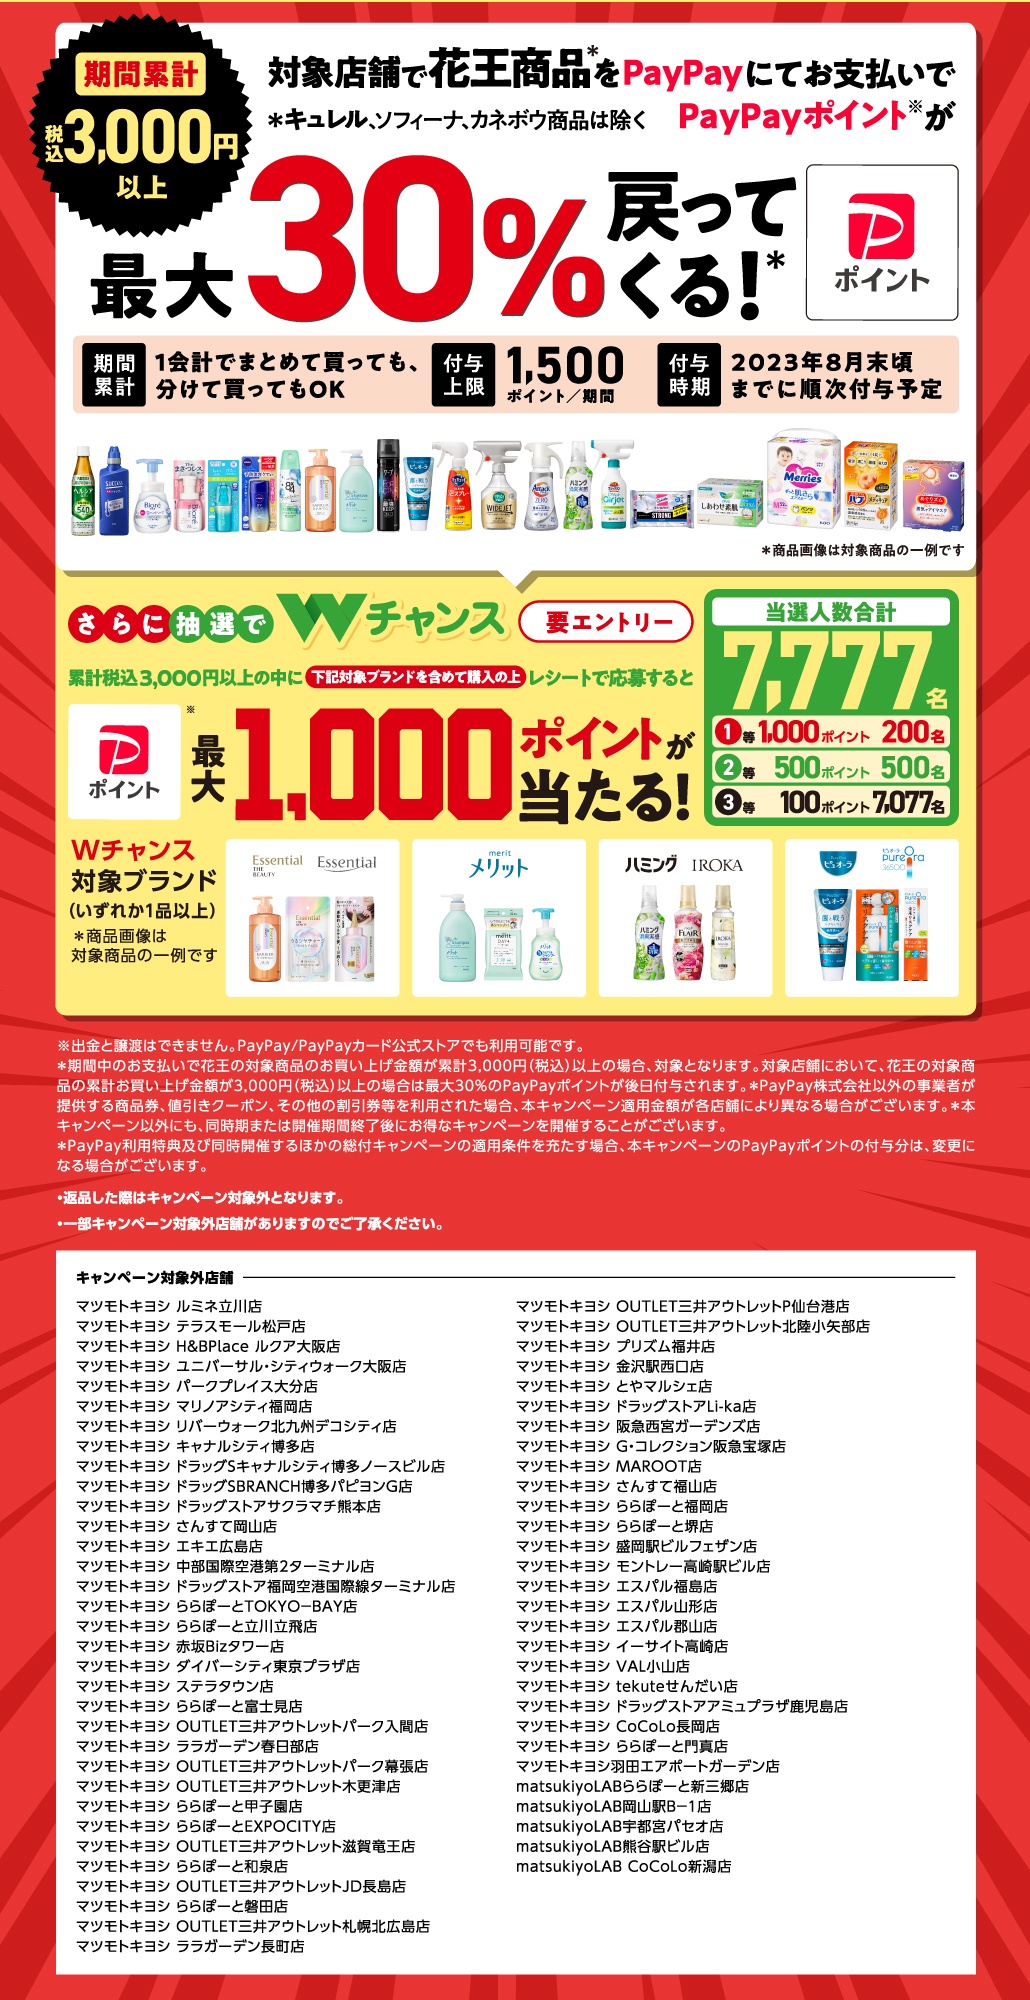 期間累計
税込3,000円
以上
対象店舗で花王商品*をPayPayにてお支払いで
*キュレル、ソフィーナ、カネボウ商品は除く PayPayポイント※が
最大30%戻ってくる!*
ポイント
期間累計 1会計でまとめて買っても、分けて買ってもOK
付与上限 1,500ポイント/期間
付与時期 2023年8月末頃までに順次付与予定
*商品画像は対象商品の一例です
さらに抽選で Wチャンス 要エントリー
累計税込3,000円以上の中に 下記対象ブランドを含めて購入の上 レシートで応募すると
ポイント
※
最大1,000ポイントが当たる!
当選人数合計
7,777名
1等 1,000ポイント 200名
2等 500ポイント 500名
3等 100ポイント 7,077名
Wチャンス
対象ブランド
(いずれか1品以上)
*商品画像は
対象商品の一例です
Essential THE BEAUTY Essential
merit メリット
ハミング IROKA
ピュオーラ PureOra 36500
※出金と譲渡はできません。PayPay/PayPayカード公式ストアでも利用可能です。
*期間中のお支払いで花王の対象商品のお買い上げ金額が累計3,000円(税込)以上の場合、対象となります。対象店舗において、花王の対象商
品の累計お買い上げ金額が3,000円(税込)以上の場合は最大30%のPayPayポイントが後日付与されます。*PayPay株式会社以外の事業者が
提供する商品券、値引きクーポン、その他の割引券等を利用された場合、本キャンペーン適用金額が各店舗により異なる場合がございます。*本
キャンペーン以外にも、同時期または開催期間終了後にお得なキャンペーンを開催することがございます。
*PayPay利用特典及び同時開催するほかの総付キャンペーンの適用条件を充たす場合、本キャンペーンのPayPayポイントの付与分は、変更に
なる場合がございます。
・返品した際はキャンペーン対象外となります。
・一部キャンペーン対象外店舗がありますのでご了承ください。
キャンペーン対象外店舗
マツモトキヨシ ルミネ立川店
マツモトキヨシ テラスモール松戸店
マツモトキヨシ H&BPlace ルクア大阪店
マツモトキヨシ ユニバーサル・シティウォーク大阪店
マツモトキヨシ パークプレイス大分店
マツモトキヨシ マリノアシティ福岡店
マツモトキヨシ リバーウォーク北九州デコシティ店
マツモトキヨシ キャナルシティ博多店
マツモトキヨシ ドラッグSキャナルシティ博多ノースビル店
マツモトキヨシ ドラッグSBRANCH博多パピヨンG店
マツモトキヨシ ドラッグストアサクラマチ熊本店
マツモトキヨシ さんすて岡山店
マツモトキヨシ エキエ広島店
マツモトキヨシ 中部国際空港第2ターミナル店
マツモトキヨシ ドラッグストア福岡空港国際線ターミナル店
マツモトキヨシ ららぽーとTOKYO-BAY店
マツモトキヨシ ららぽーと立川立飛店
マツモトキヨシ 赤坂Bizタワー店
マツモトキヨシ ダイバーシティ東京プラザ店
マツモトキヨシ ステラタウン店
マツモトキヨシ ららぽーと富士見店
マツモトキヨシ OUTLET三井アウトレットパーク入間店
マツモトキヨシ ララガーデン春日部店
マツモトキヨシ OUTLET三井アウトレットパーク幕張店
マツモトキヨシ OUTLET三井アウトレット木更津店
マツモトキヨシ ららぽーと甲子園店
マツモトキヨシ ららぽーとEXPOCITY店
マツモトキヨシ OUTLET三井アウトレット滋賀竜王店
マツモトキヨシ ららぽーと和泉店
マツモトキヨシ OUTLET三井アウトレットJD長島店
マツモトキヨシ ららぽーと磐田店
マツモトキヨシ OUTLET三井アウトレット札幌北広島店
マツモトキヨシ ララガーデン長町店
マツモトキヨシ OUTLET三井アウトレットP仙台港店
マツモトキヨシ OUTLET三井アウトレット北陸小矢部店
マツモトキヨシ プリズム福井店
マツモトキヨシ 金沢駅西口店
マツモトキヨシ とやマルシェ店
マツモトキヨシ ドラッグストアLi-ka店
マツモトキヨシ 阪急西宮ガーデンズ店
マツモトキヨシ G・コレクション阪急宝塚店
マツモトキヨシ MAROOT店
マツモトキヨシ さんすて福山店
マツモトキヨシ ららぽーと福岡店
マツモトキヨシ ららぽーと堺店
マツモトキヨシ 盛岡駅ビルフェザン店
マツモトキヨシ モントレー高崎駅ビル店
マツモトキヨシ エスパル福島店
マツモトキヨシ エスパル山形店
マツモトキヨシ エスパル郡山店
マツモトキヨシ イーサイト高崎店
マツモトキヨシ VAL小山店
マツモトキヨシ tekuteせんだい店
マツモトキヨシ ドラッグストアアミュプラザ鹿児島店
マツモトキヨシ CoCoLo長岡店
マツモトキヨシ ららぽーと門真店
マツモトキヨシ羽田エアポートガーデン店
matsukiyoLABららぽーと新三郷店
matsukiyoLAB岡山駅B-1店
matsukiyoLAB宇都宮パセオ店
matsukiyoLAB熊谷駅ビル店
matsukiyoLAB CoCoLo新潟店